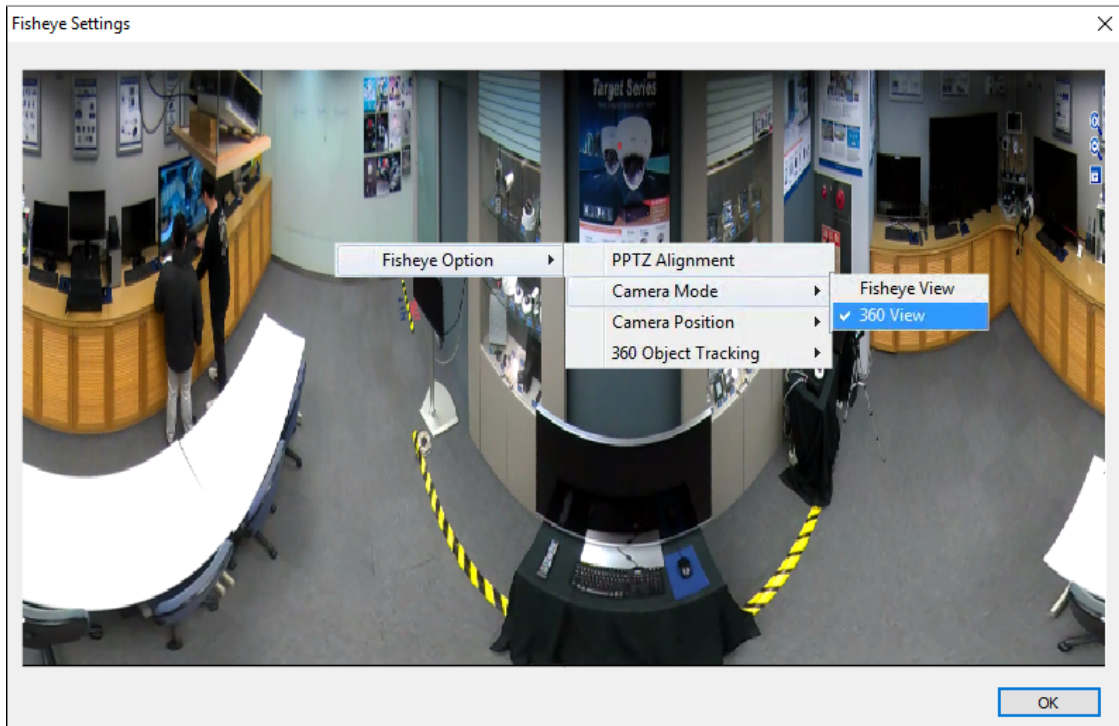 Fisheye Settings
Target Series
Fisheye Option
PPTZ Alignment
Camera Mode
Camera Position
360 Object Tracking
Fisheye View
360 View
OK